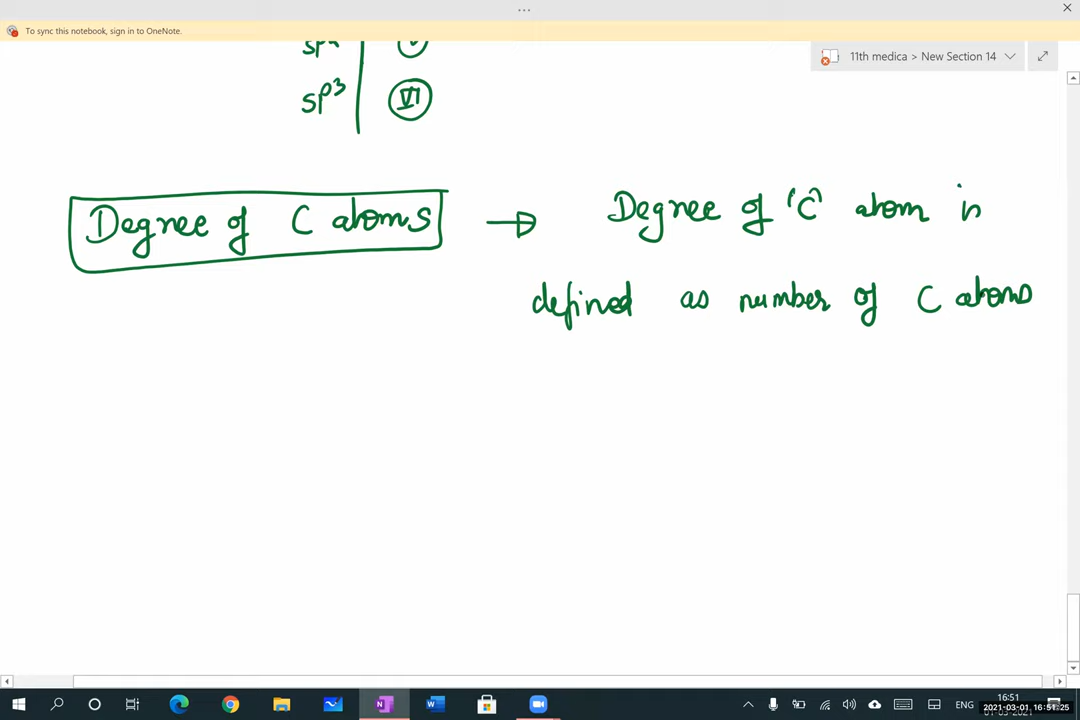 To sync this notebook, sign in to OneNote.
11th medica > New Section 14
sp³ VI
Degree of C atoms → Degree of 'C' atom is
defined as number of C atoms
ENG
16:51
2021-03-01 16:51:25